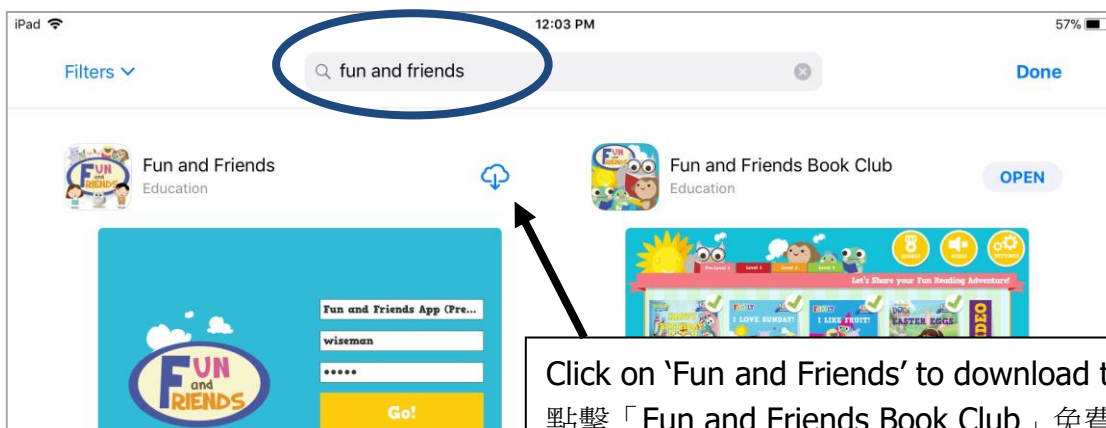 iPad 12:03 PM 57%
Filters fun and friends Done
Fun and Friends
Education
Fun and Friends Book Club
Education
OPEN
Let's Share your Fun Reading Adventure!
I LOVE SUNDAY!
I LIKE FRUIT!
EASTER EGGS
Fun and Friends App (Pre...
wiseman
•••••
Go!
FUN
and
FRIENDS
Click on ‘Fun and Friends’ to download t
點擊「Fun and Friends Book Club」免費